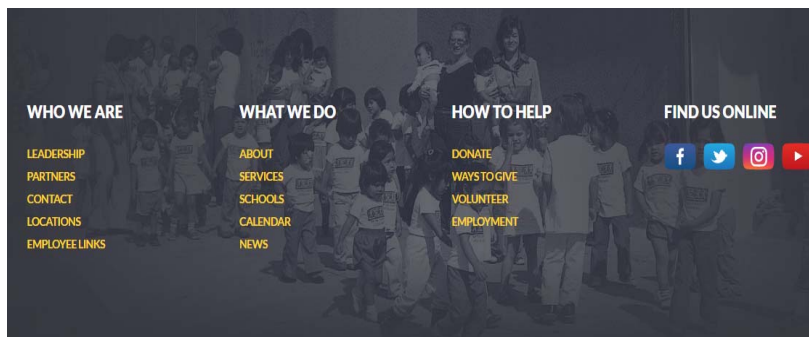 WHO WE ARE
LEADERSHIP
PARTNERS
CONTACT
LOCATIONS
EMPLOYEE LINKS
WHAT WE DO
ABOUT
SERVICES
SCHOOLS
CALENDAR
NEWS
HOW TO HELP
DONATE
WAYS TO GIVE
VOLUNTEER
EMPLOYMENT
FIND US ONLINE
f